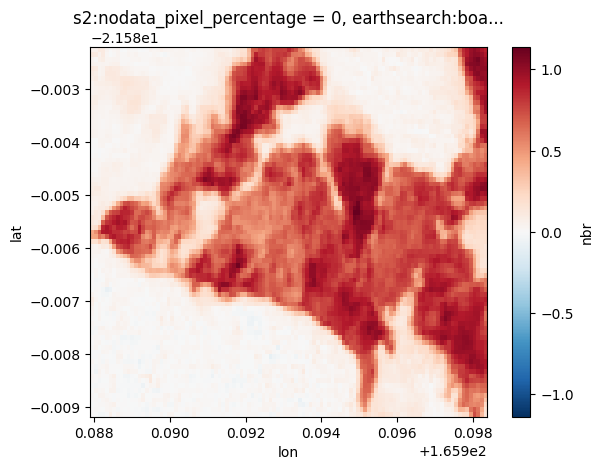 s2:nodata_pixel_percentage = 0, earthsearch:boa...
−2.158e1
−0.003
−0.004
−0.005
−0.006
−0.007
−0.008
−0.009
lat
0.088 0.090 0.092 0.094 0.096 0.098
lon
+1.659e2
1.0
0.5
0.0
−0.5
−1.0
nbr